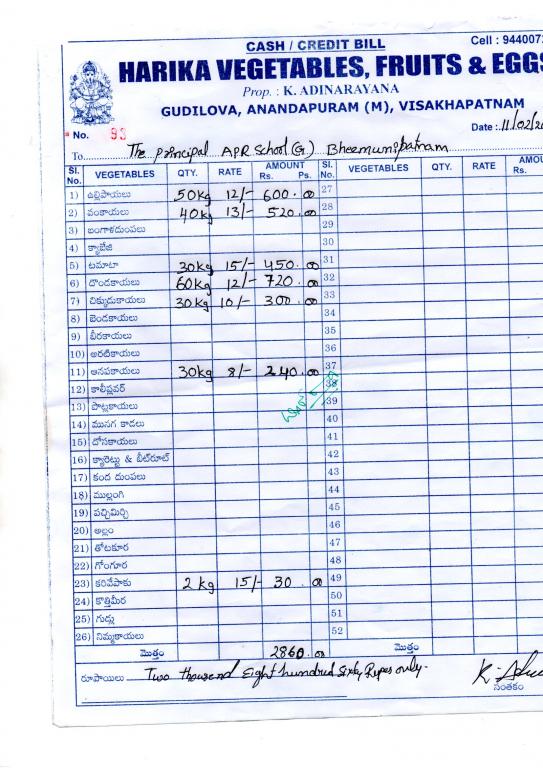 CASH / CREDIT BILL
Cell : 944007
HARIKA VEGETABLES, FRUITS & EGGS
Prop. : K. ADINARAYANA
GUDILOVA, ANANDAPURAM (M), VISAKHAPATNAM
No. 93 Date : 11/02/20
To The principal APR School (G) Bheemunipatnam
Sl. No. VEGETABLES QTY. RATE AMOUNT Rs. Ps. Sl. No. VEGETABLES QTY. RATE AMOU Rs.
1) ఉల్లిపాయలు 50kg 12/- 600.00 27
2) వంకాయలు 40kg 13/- 520.00 28
3) బంగాళదుంపలు 29
4) క్యాబేజి 30
5) టమాటా 30kg 15/- 450.00 31
6) దొండకాయలు 60kg 12/- 720.00 32
7) చిక్కుడుకాయలు 30kg 10/- 300.00 33
8) బెండకాయలు 34
9) బీరకాయలు 35
10) అరటికాయలు 36
11) ఆనపకాయలు 30kg 8/- 240.00 37
12) కాలీఫ్లవర్ 38
13) పొట్లకాయలు 39
14) మునగ కాడలు 40
15) దోసకాయలు 41
16) క్యారెట్టు & బీట్‌రూట్ 42
17) కంద దుంపలు 43
18) ముల్లంగి 44
19) పచ్చిమిర్చి 45
20) అల్లం 46
21) తోటకూర 47
22) గోంగూర 48
23) కరివేపాకు 2 kg 15/- 30.00 49
24) కొత్తిమీర 50
25) గుడ్లు 51
26) నిమ్మకాయలు 52
మొత్తం 2860.00 మొత్తం
రూపాయలు Two thousand Eight hundred Sixty Rupes only.
సంతకం